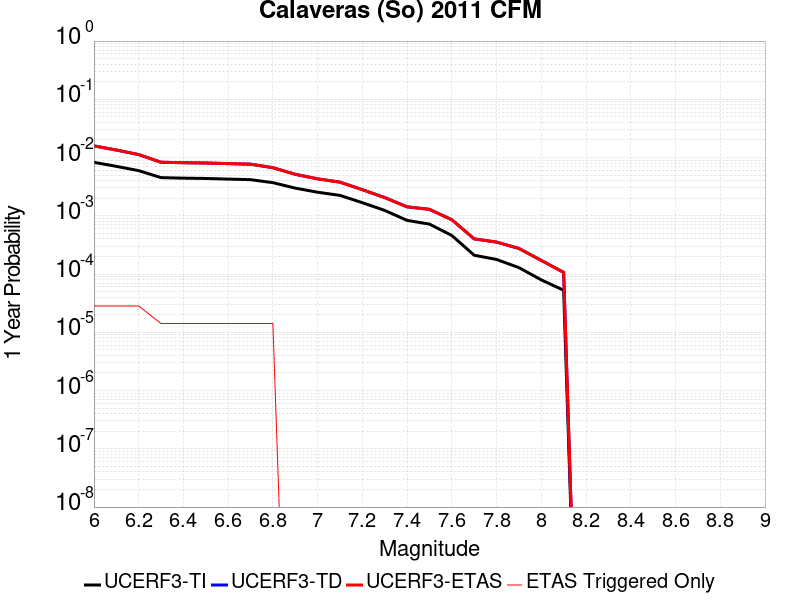 Calaveras (So) 2011 CFM
10^0
10^-1
10^-2
10^-3
10^-4
10^-5
10^-6
10^-7
10^-8
1 Year Probability
6 6.2 6.4 6.6 6.8 7 7.2 7.4 7.6 7.8 8 8.2 8.4 8.6 8.8 9
Magnitude
UCERF3-TI UCERF3-TD UCERF3-ETAS ETAS Triggered Only